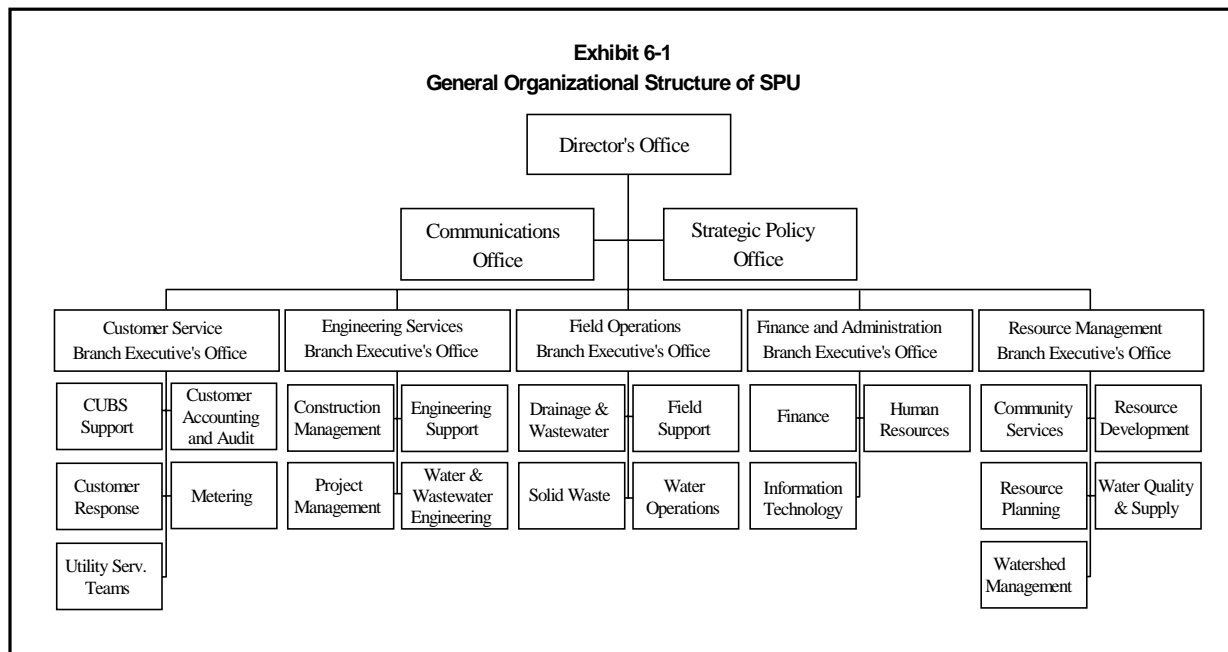 Exhibit 6-1
General Organizational Structure of SPU
Director's Office
Communications
Office
Strategic Policy
Office
Customer Service
Branch Executive's Office
Engineering Services
Branch Executive's Office
Field Operations
Branch Executive's Office
Finance and Administration
Branch Executive's Office
Resource Management
Branch Executive's Office
CUBS
Support
Customer
Accounting
and Audit
Customer
Response
Metering
Utility Serv.
Teams
Construction
Management
Engineering
Support
Project
Management
Water &
Wastewater
Engineering
Drainage &
Wastewater
Field
Support
Solid Waste
Water
Operations
Finance
Human
Resources
Information
Technology
Community
Services
Resource
Development
Resource
Planning
Water Quality
& Supply
Watershed
Management